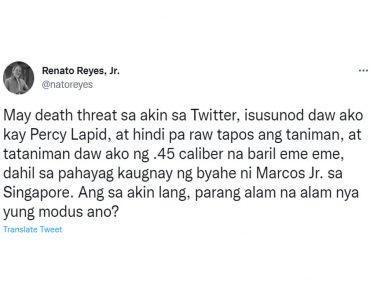 Renato Reyes, Jr.
@natoreyes
May death threat sa akin sa Twitter, isusunod daw ako
kay Percy Lapid, at hindi pa raw tapos ang taniman, at
tataniman daw ako ng .45 caliber na baril eme eme,
dahil sa pahayag kaugnay ng byahe ni Marcos Jr. sa
Singapore. Ang sa akin lang, parang alam na alam nya
yung modus ano?
Translate Tweet